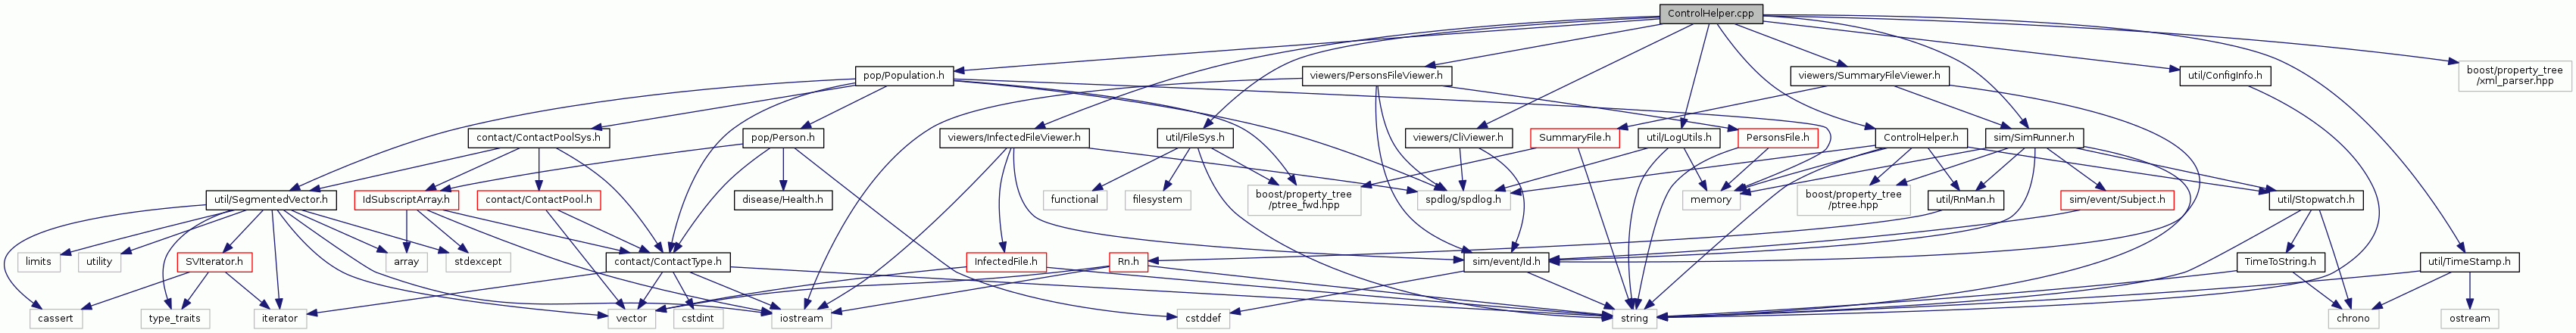 ControlHelper.cpp
pop/Population.h
viewers/PersonsFileViewer.h
viewers/SummaryFileViewer.h
util/ConfigInfo.h
boost/property_tree
/xml_parser.hpp
contact/ContactPoolSys.h
pop/Person.h
viewers/InfectedFileViewer.h
util/FileSys.h
viewers/CliViewer.h
SummaryFile.h
util/LogUtils.h
PersonsFile.h
ControlHelper.h
sim/SimRunner.h
util/SegmentedVector.h
IdSubscriptArray.h
contact/ContactPool.h
disease/Health.h
functional
filesystem
boost/property_tree
/ptree_fwd.hpp
spdlog/spdlog.h
memory
boost/property_tree
/ptree.hpp
util/RnMan.h
sim/event/Subject.h
util/Stopwatch.h
limits
utility
SVIterator.h
array
stdexcept
contact/ContactType.h
InfectedFile.h
Rn.h
sim/event/Id.h
TimeToString.h
util/TimeStamp.h
cassert
type_traits
iterator
vector
cstdint
iostream
cstddef
string
chrono
ostream